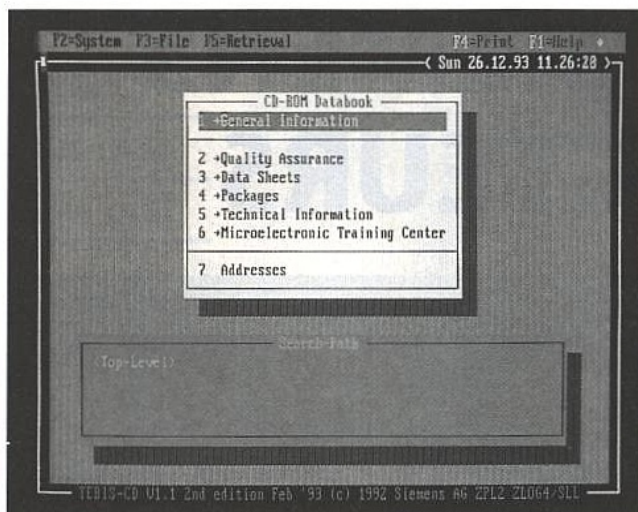 F2=System F3=File F5=Retrieval F4=Print F1=Help
Sun 26.12.93 11.26:28
CD-ROM Databook
1 →General Information
2 →Quality Assurance
3 →Data Sheets
4 →Packages
5 →Technical Information
6 →Microelectronic Training Center
7 Addresses
Search-Path
(Top-Level)
TEBIS-CD V1.1 2nd edition Feb '93 (c) 1992 Siemens AG ZPL2 ZLOG4/SLL